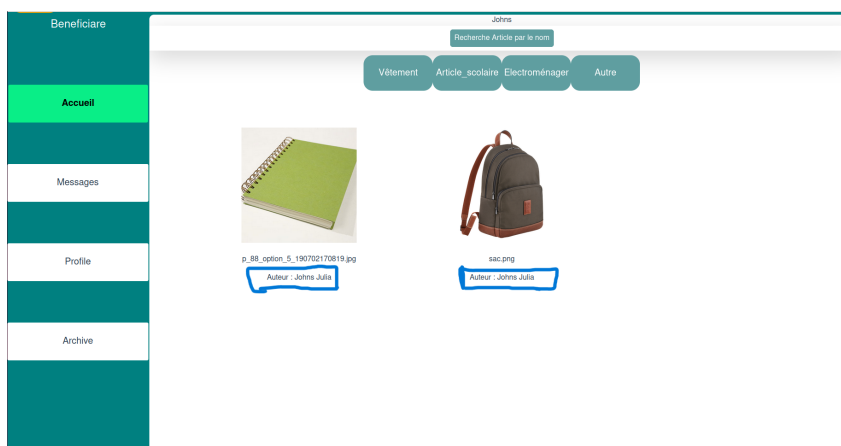 Beneficiare
Johns
Recherche Article par le nom
Vêtement
Article_scolaire
Electroménager
Autre
Accueil
Messages
Profile
Archive
p_88_option_5_190702170819.jpg
sac.png
Auteur : Johns Julia
Auteur : Johns Julia